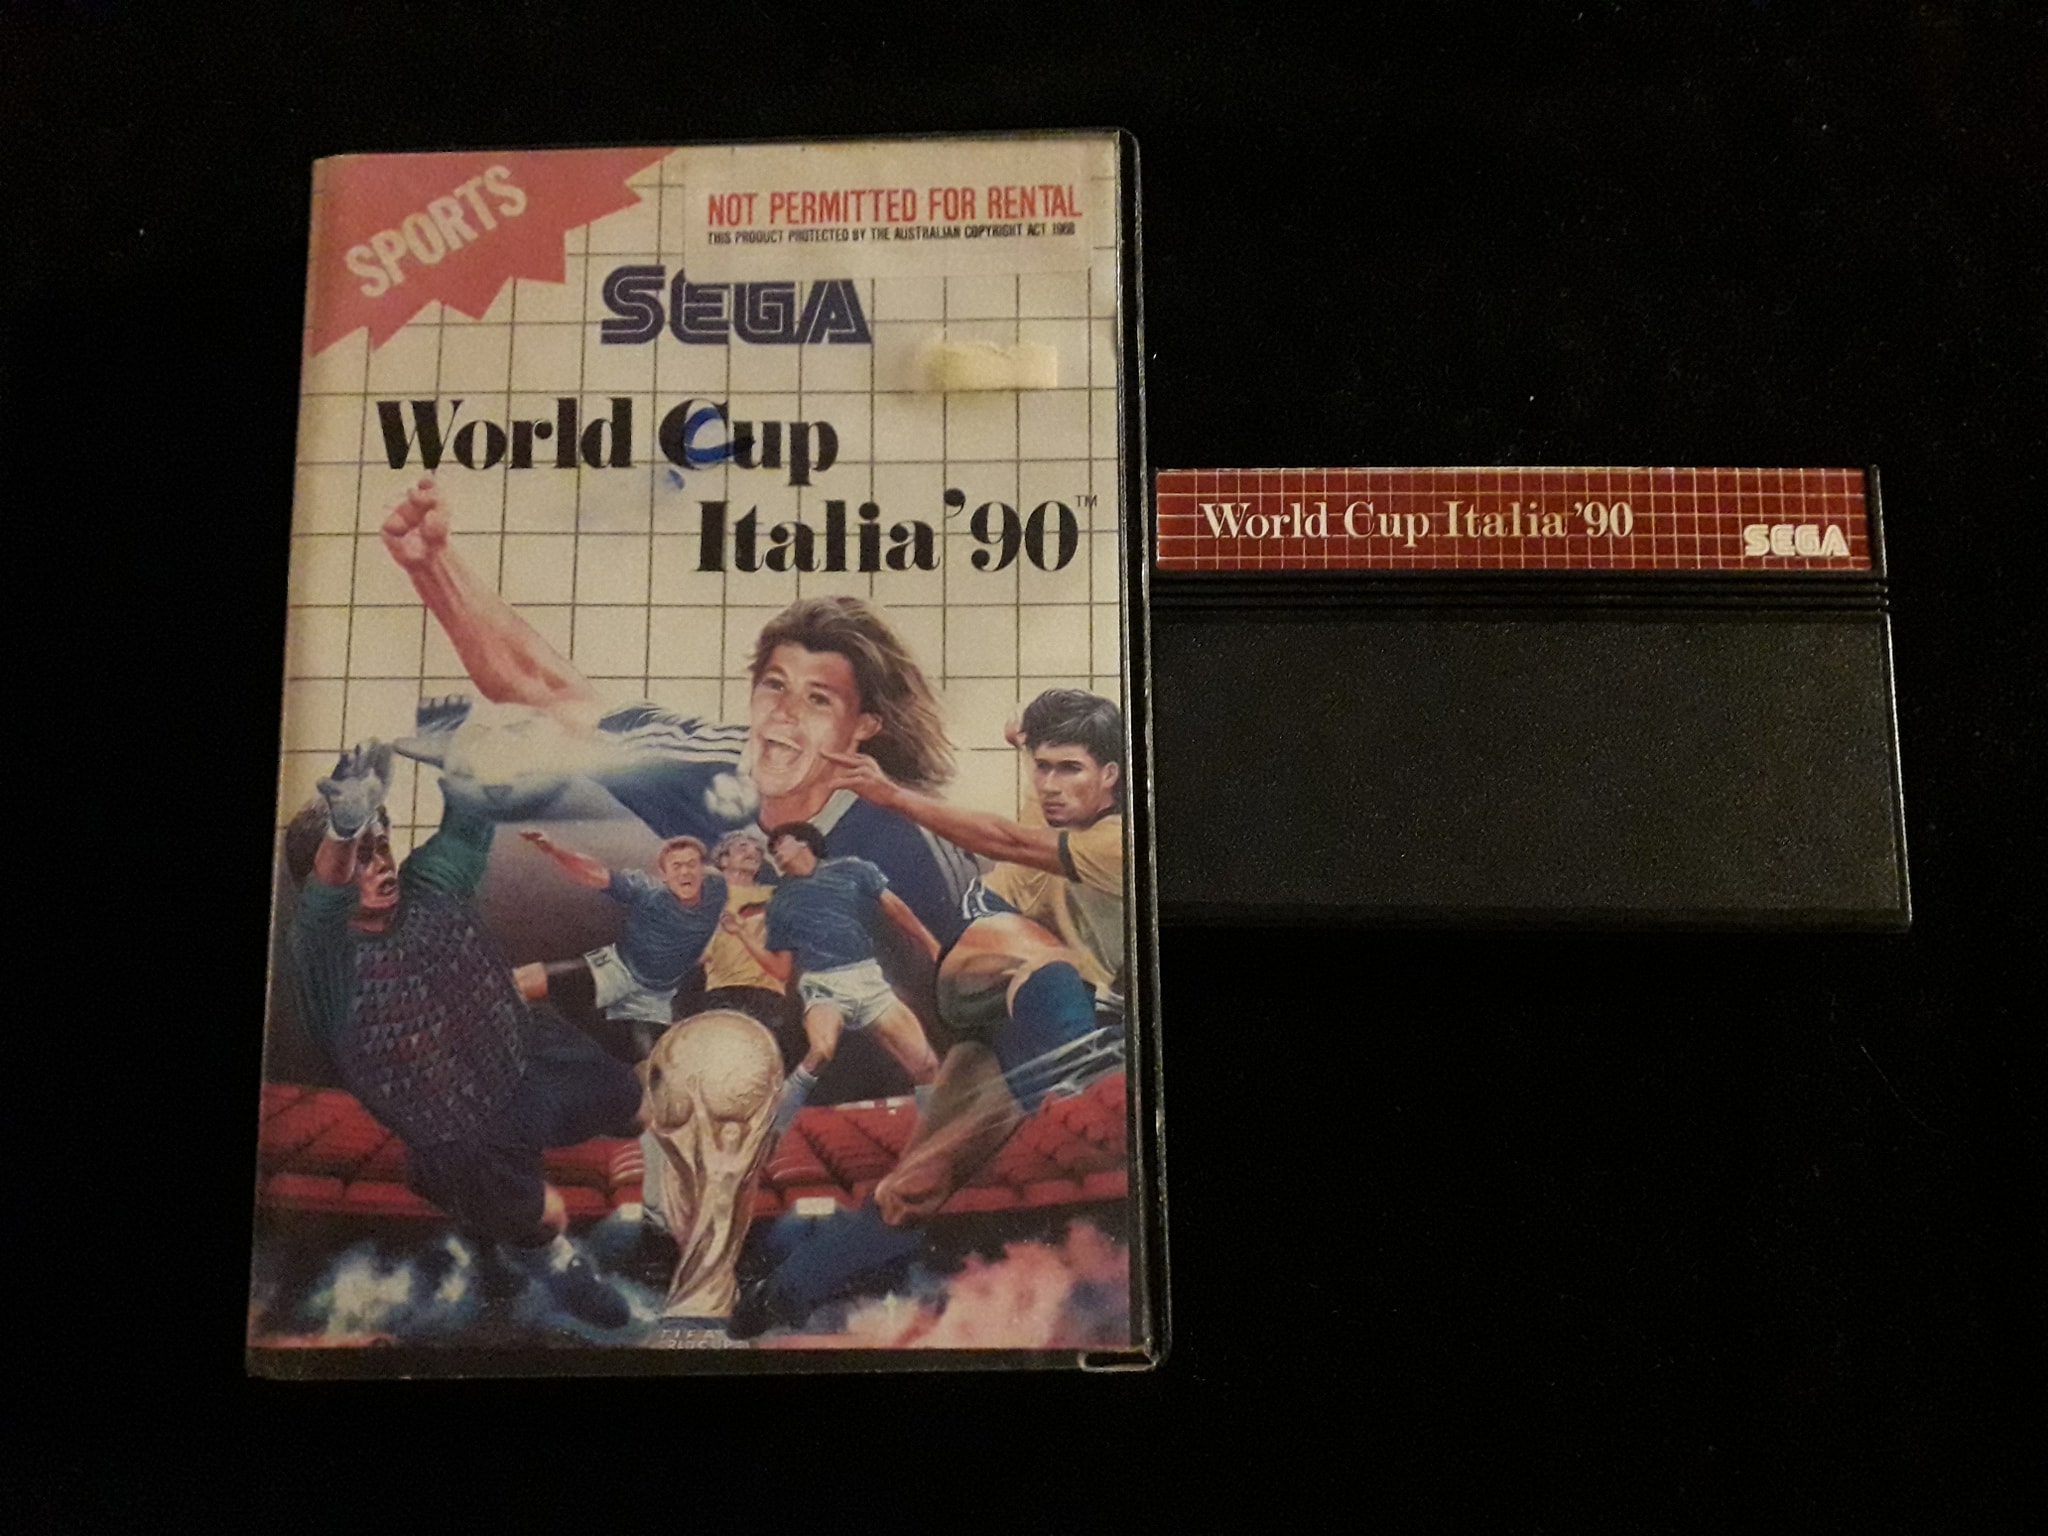 SPORTS
NOT PERMITTED FOR RENTAL
THIS PRODUCT PROTECTED BY THE AUSTRALIAN COPYRIGHT ACT 1968
SEGA
World Cup
Italia '90™
World Cup Italia '90
SEGA
FIFA